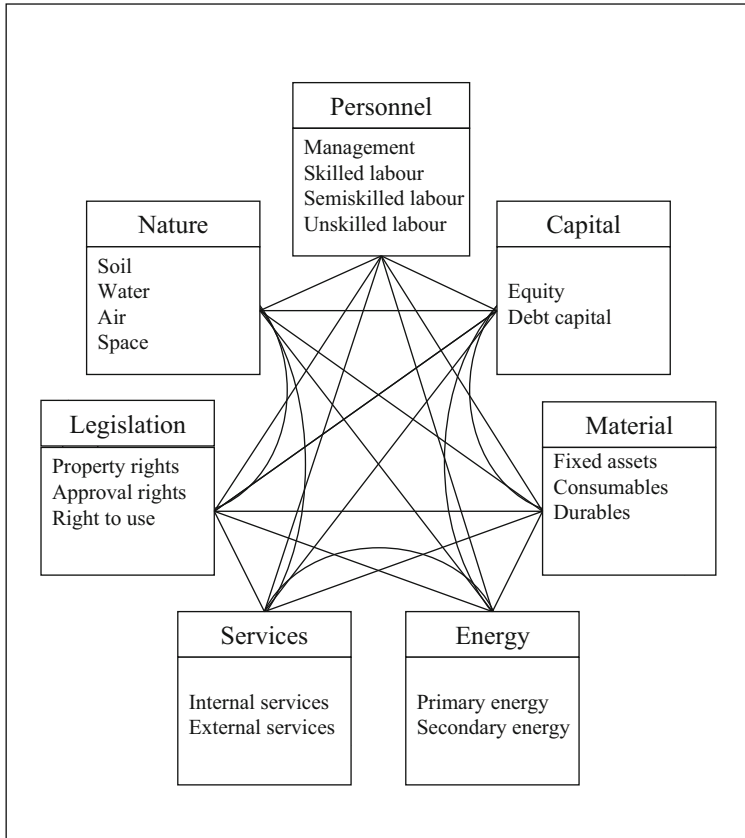 Personnel
Management
Skilled labour
Semiskilled labour
Unskilled labour
Nature
Soil
Water
Air
Space
Capital
Equity
Debt capital
Legislation
Property rights
Approval rights
Right to use
Material
Fixed assets
Consumables
Durables
Services
Internal services
External services
Energy
Primary energy
Secondary energy